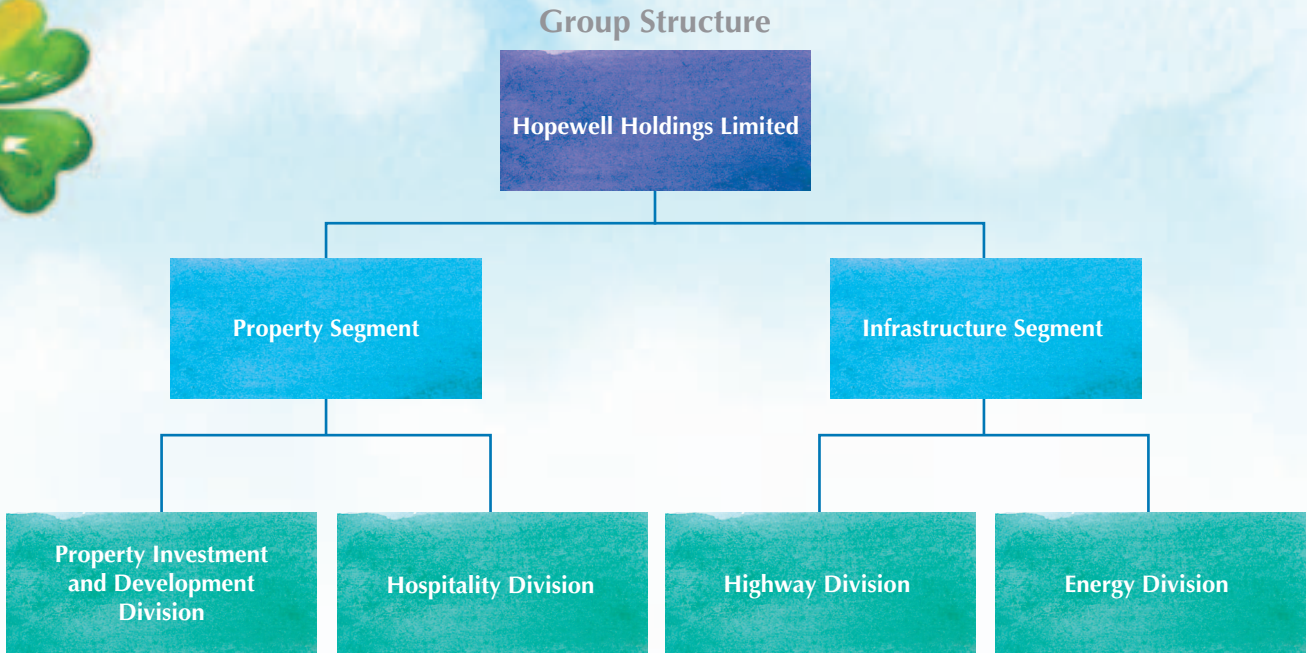 Group Structure
Hopewell Holdings Limited
Property Segment
Infrastructure Segment
Property Investment
and Development
Division
Hospitality Division
Highway Division
Energy Division